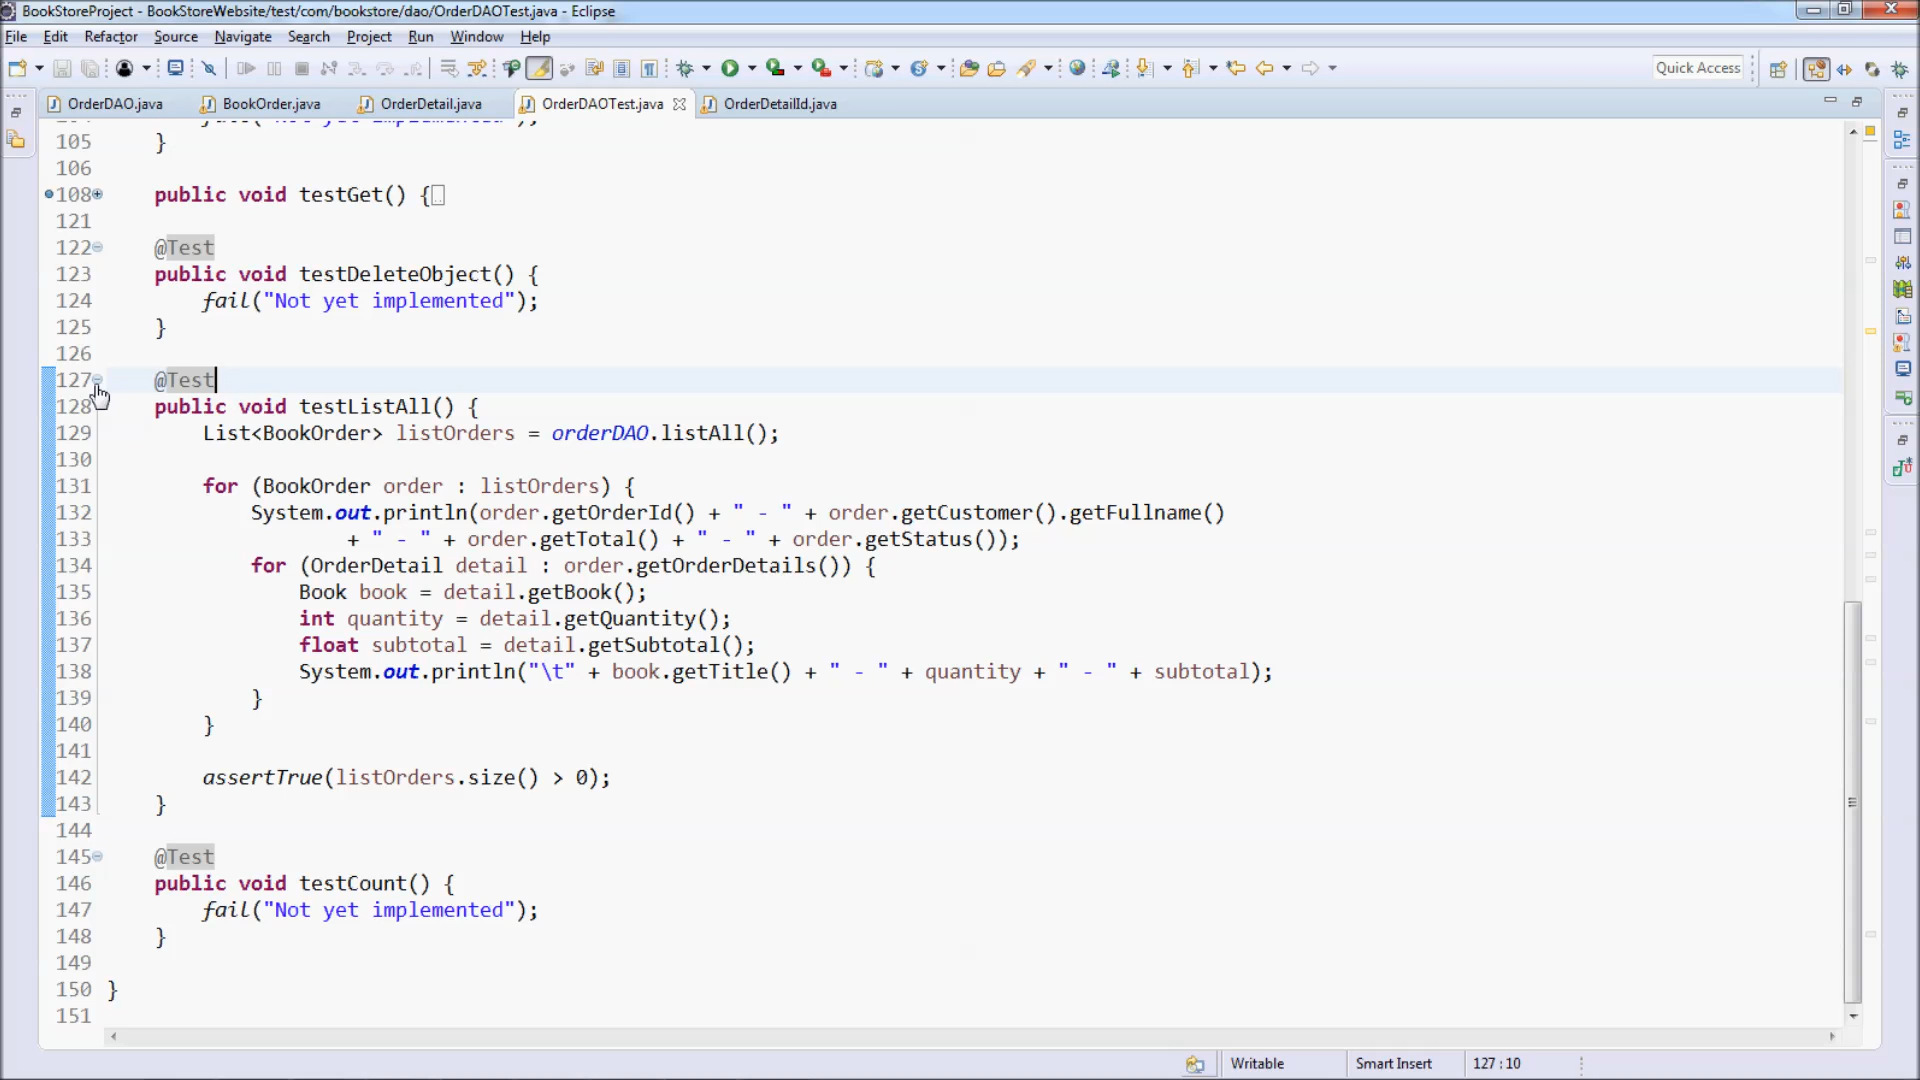 BookStoreProject - BookStoreWebsite/test/com/bookstore/dao/OrderDAOTest.java - Eclipse
File Edit Refactor Source Navigate Search Project Run Window Help
Quick Access
OrderDAO.java BookOrder.java OrderDetail.java OrderDAOTest.java OrderDetailId.java
105 }
106
108 public void testGet() {
121
122 @Test
123 public void testDeleteObject() {
124 fail("Not yet implemented");
125 }
126
127 @Test
128 public void testListAll() {
129 List<BookOrder> listOrders = orderDAO.listAll();
130
131 for (BookOrder order : listOrders) {
132 System.out.println(order.getOrderId() + " - " + order.getCustomer().getFullname()
133 + " - " + order.getTotal() + " - " + order.getStatus());
134 for (OrderDetail detail : order.getOrderDetails()) {
135 Book book = detail.getBook();
136 int quantity = detail.getQuantity();
137 float subtotal = detail.getSubtotal();
138 System.out.println("\t" + book.getTitle() + " - " + quantity + " - " + subtotal);
139 }
140 }
141
142 assertTrue(listOrders.size() > 0);
143 }
144
145 @Test
146 public void testCount() {
147 fail("Not yet implemented");
148 }
149
150 }
151
Writable Smart Insert 127 : 10